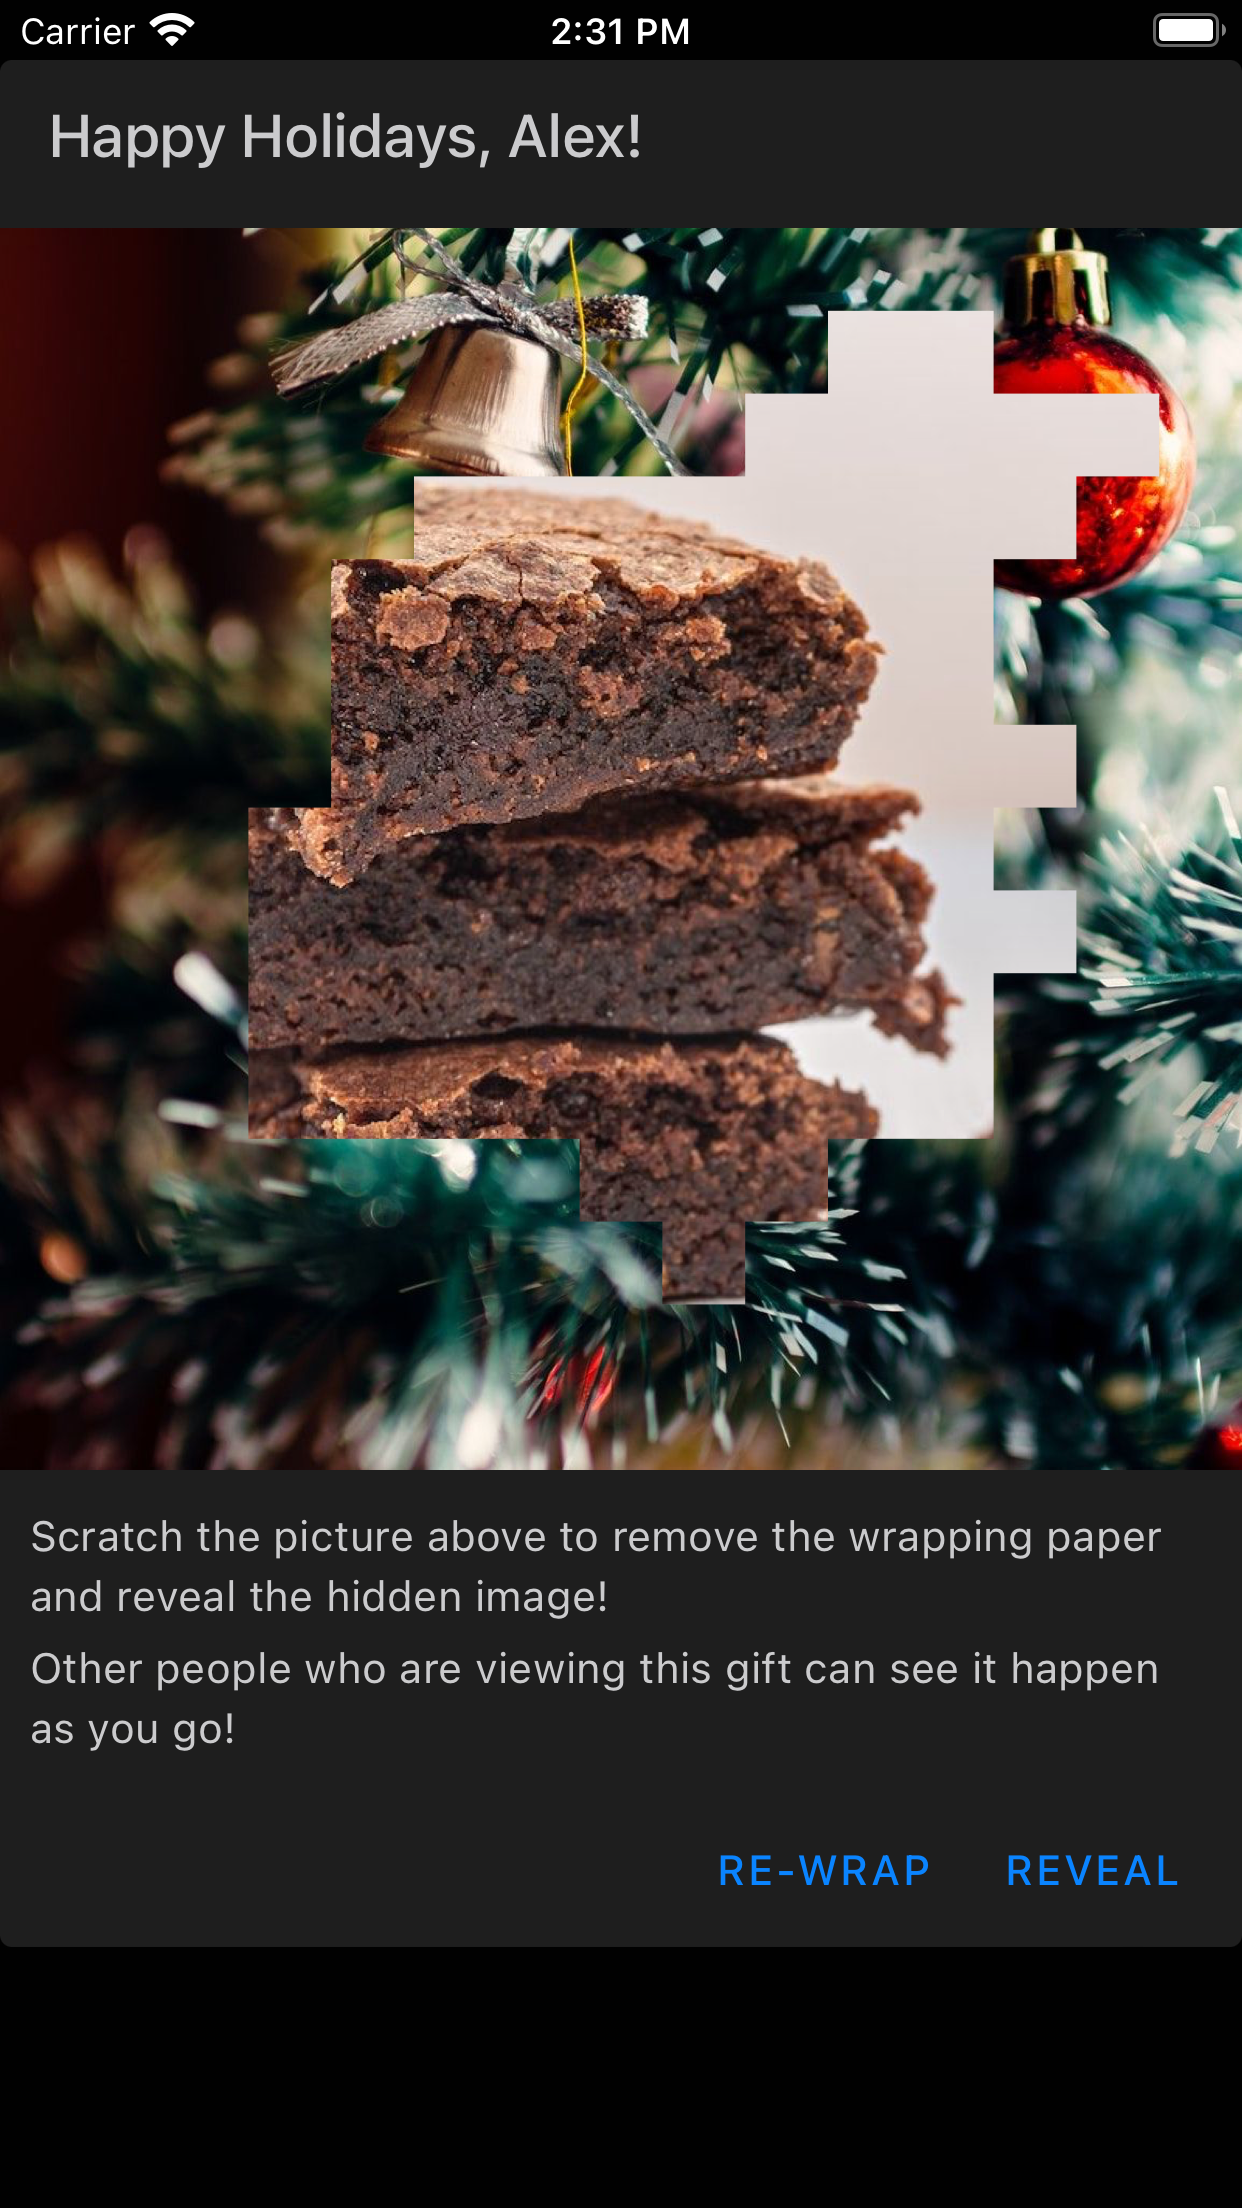 Carrier 2:31 PM
Happy Holidays, Alex!
Scratch the picture above to remove the wrapping paper
and reveal the hidden image!
Other people who are viewing this gift can see it happen
as you go!
RE-WRAP REVEAL